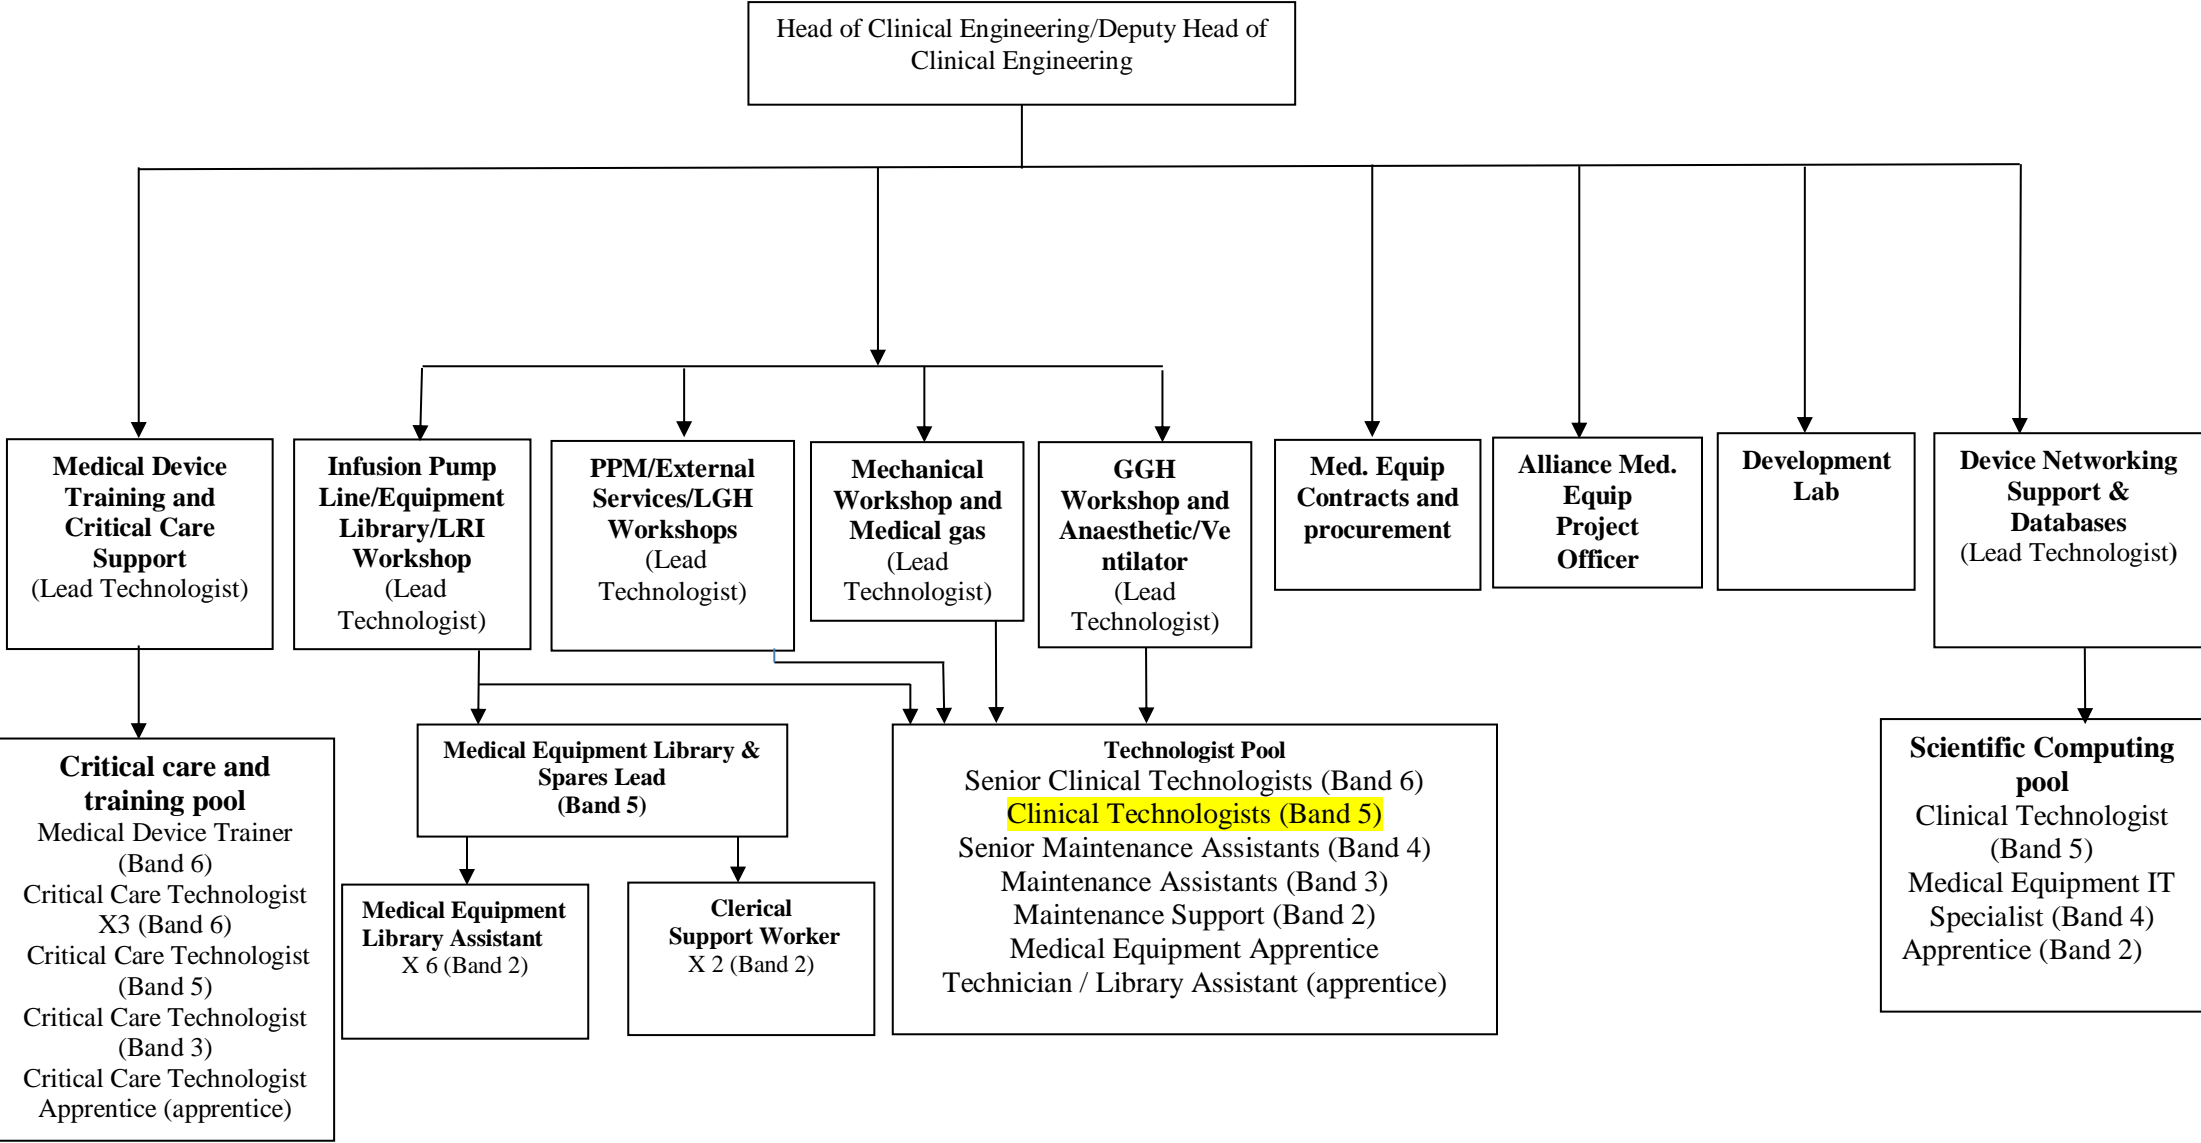 Head of Clinical Engineering/Deputy Head of
Clinical Engineering
Medical Device
Training and
Critical Care
Support
(Lead Technologist)
Infusion Pump
Line/Equipment
Library/LRI
Workshop
(Lead
Technologist)
PPM/External
Services/LGH
Workshops
(Lead
Technologist)
Mechanical
Workshop and
Medical gas
(Lead
Technologist)
GGH
Workshop and
Anaesthetic/Ve
ntilator
(Lead
Technologist)
Med. Equip
Contracts and
procurement
Alliance Med.
Equip
Project
Officer
Development
Lab
Device Networking
Support &
Databases
(Lead Technologist)
Critical care and
training pool
Medical Device Trainer
(Band 6)
Critical Care Technologist
X3 (Band 6)
Critical Care Technologist
(Band 5)
Critical Care Technologist
(Band 3)
Critical Care Technologist
Apprentice (apprentice)
Medical Equipment Library &
Spares Lead
(Band 5)
Medical Equipment
Library Assistant
X 6 (Band 2)
Clerical
Support Worker
X 2 (Band 2)
Technologist Pool
Senior Clinical Technologists (Band 6)
Clinical Technologists (Band 5)
Senior Maintenance Assistants (Band 4)
Maintenance Assistants (Band 3)
Maintenance Support (Band 2)
Medical Equipment Apprentice
Technician / Library Assistant (apprentice)
Scientific Computing
pool
Clinical Technologist
(Band 5)
Medical Equipment IT
Specialist (Band 4)
Apprentice (Band 2)